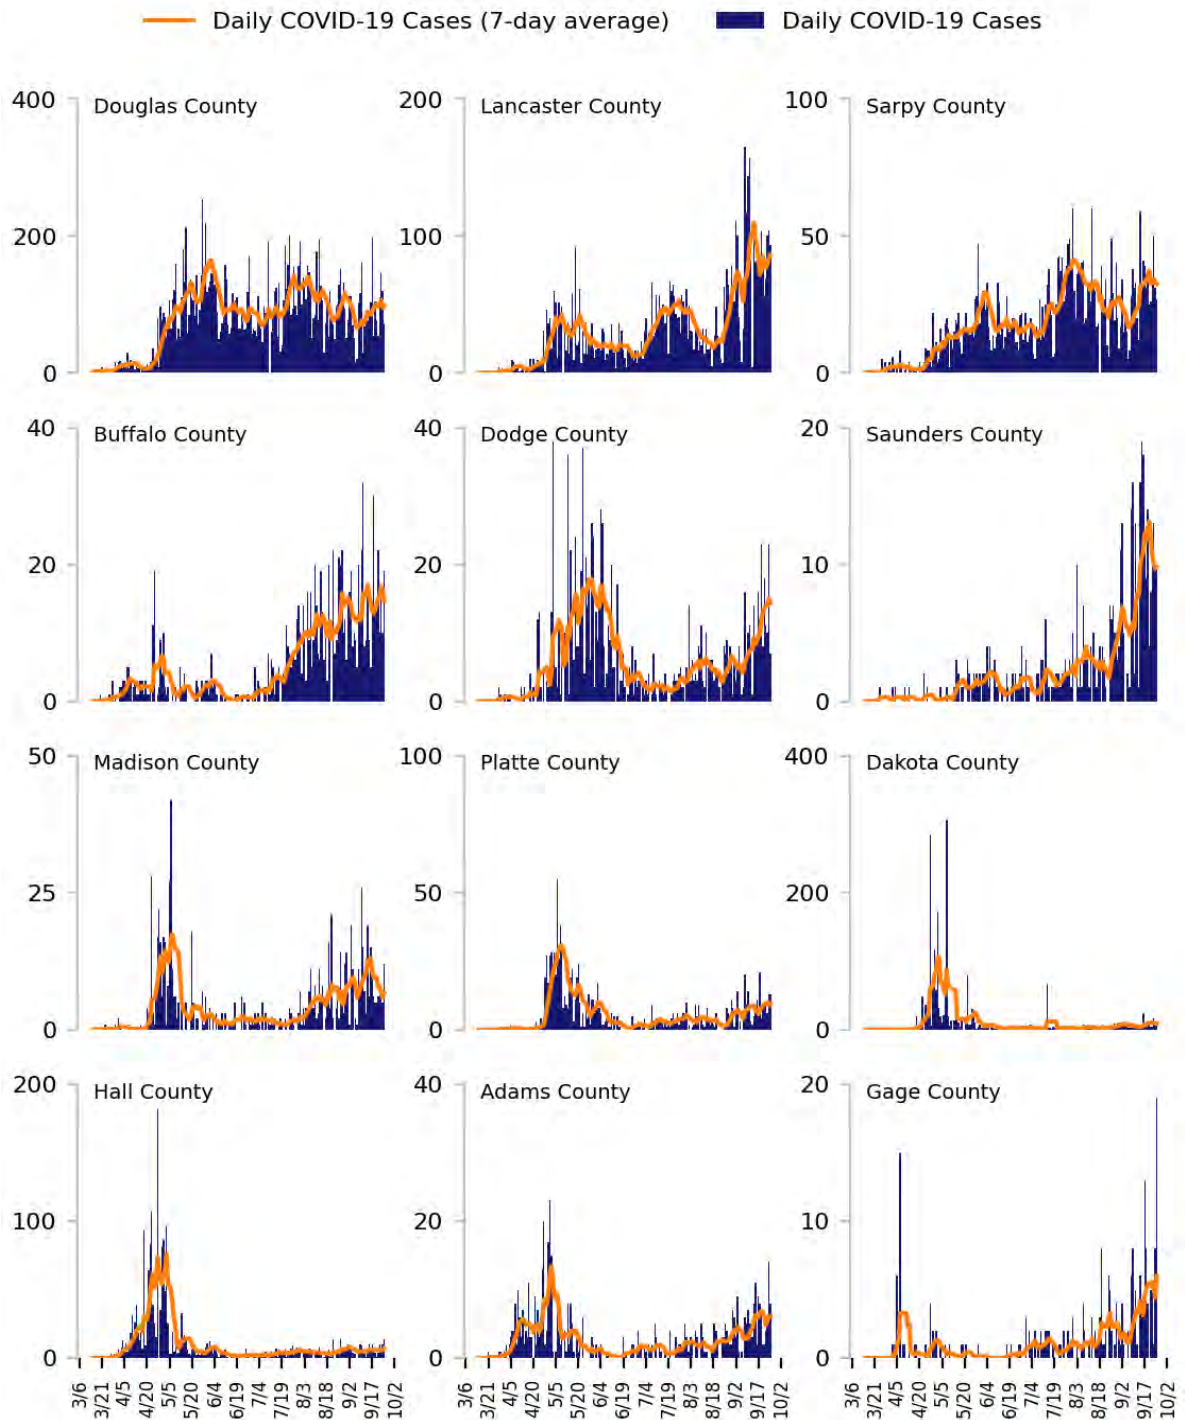 Daily COVID-19 Cases (7-day average) Daily COVID-19 Cases
400 Douglas County 200 Lancaster County 100 Sarpy County
200 100 50
0 0 0
40 Buffalo County 40 Dodge County 20 Saunders County
20 20 10
0 0 0
50 Madison County 100 Platte County 400 Dakota County
25 50 200
0 0 0
200 Hall County 40 Adams County 20 Gage County
100 20 10
0 0 0
3/6 3/21 4/5 4/20 5/5 5/20 6/4 6/19 7/4 7/19 8/3 8/18 9/2 9/17 10/2 3/6 3/21 4/5 4/20 5/5 5/20 6/4 6/19 7/4 7/19 8/3 8/18 9/2 9/17 10/2 3/6 3/21 4/5 4/20 5/5 5/20 6/4 6/19 7/4 7/19 8/3 8/18 9/2 9/17 10/2